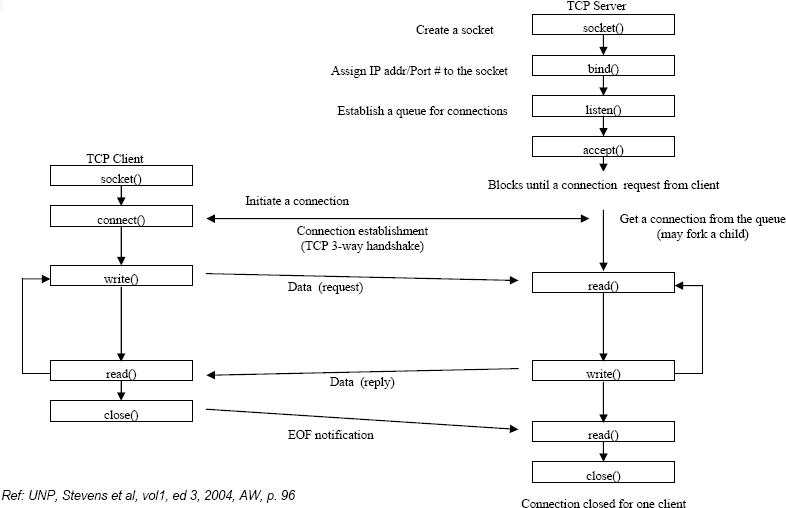 TCP Server
Create a socket
socket()
Assign IP addr/Port # to the socket
bind()
Establish a queue for connections
listen()
accept()
Blocks until a connection request from client
TCP Client
socket()
Initiate a connection
connect()
Connection establishment
(TCP 3-way handshake)
Get a connection from the queue
(may fork a child)
write()
Data (request)
read()
read()
Data (reply)
write()
close()
EOF notification
read()
close()
Connection closed for one client
Ref: UNP, Stevens et al, vol1, ed 3, 2004, AW, p. 96